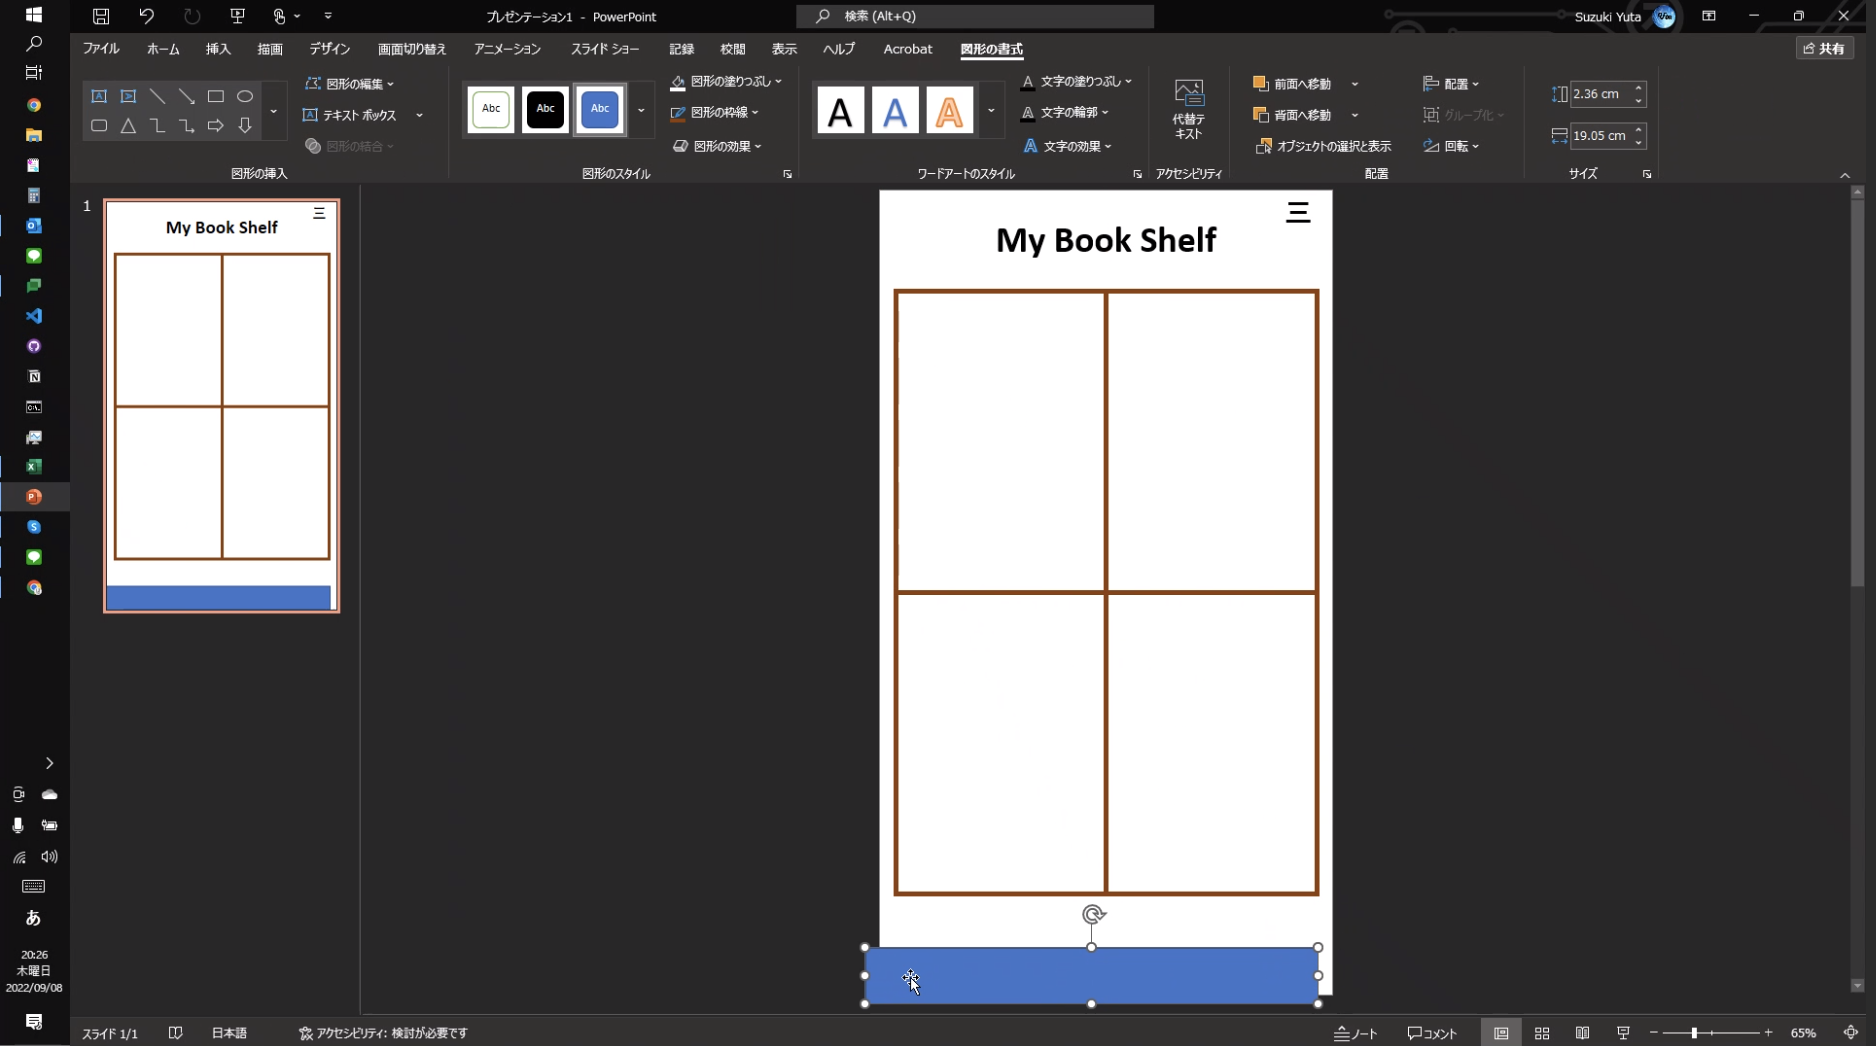 プレゼンテーション1 - PowerPoint
検索 (Alt+Q)
Suzuki Yuta
ファイル ホーム 挿入 描画 デザイン 画面切り替え アニメーション スライド ショー 記録 校閲 表示 ヘルプ Acrobat 図形の書式
共有
図形の編集
テキスト ボックス
図形の結合
図形の挿入
Abc Abc Abc
図形の塗りつぶし
図形の枠線
図形の効果
図形のスタイル
A A A
文字の塗りつぶし
文字の輪郭
文字の効果
ワードアートのスタイル
代替テ
キスト
アクセシビリティ
前面へ移動
背面へ移動
オブジェクトの選択と表示
配置
グループ化
回転
配置
2.36 cm
19.05 cm
サイズ
1
My Book Shelf
三
My Book Shelf
三
あ
20:26
木曜日
2022/09/08
スライド 1/1
日本語
アクセシビリティ: 検討が必要です
ノート
コメント
65%